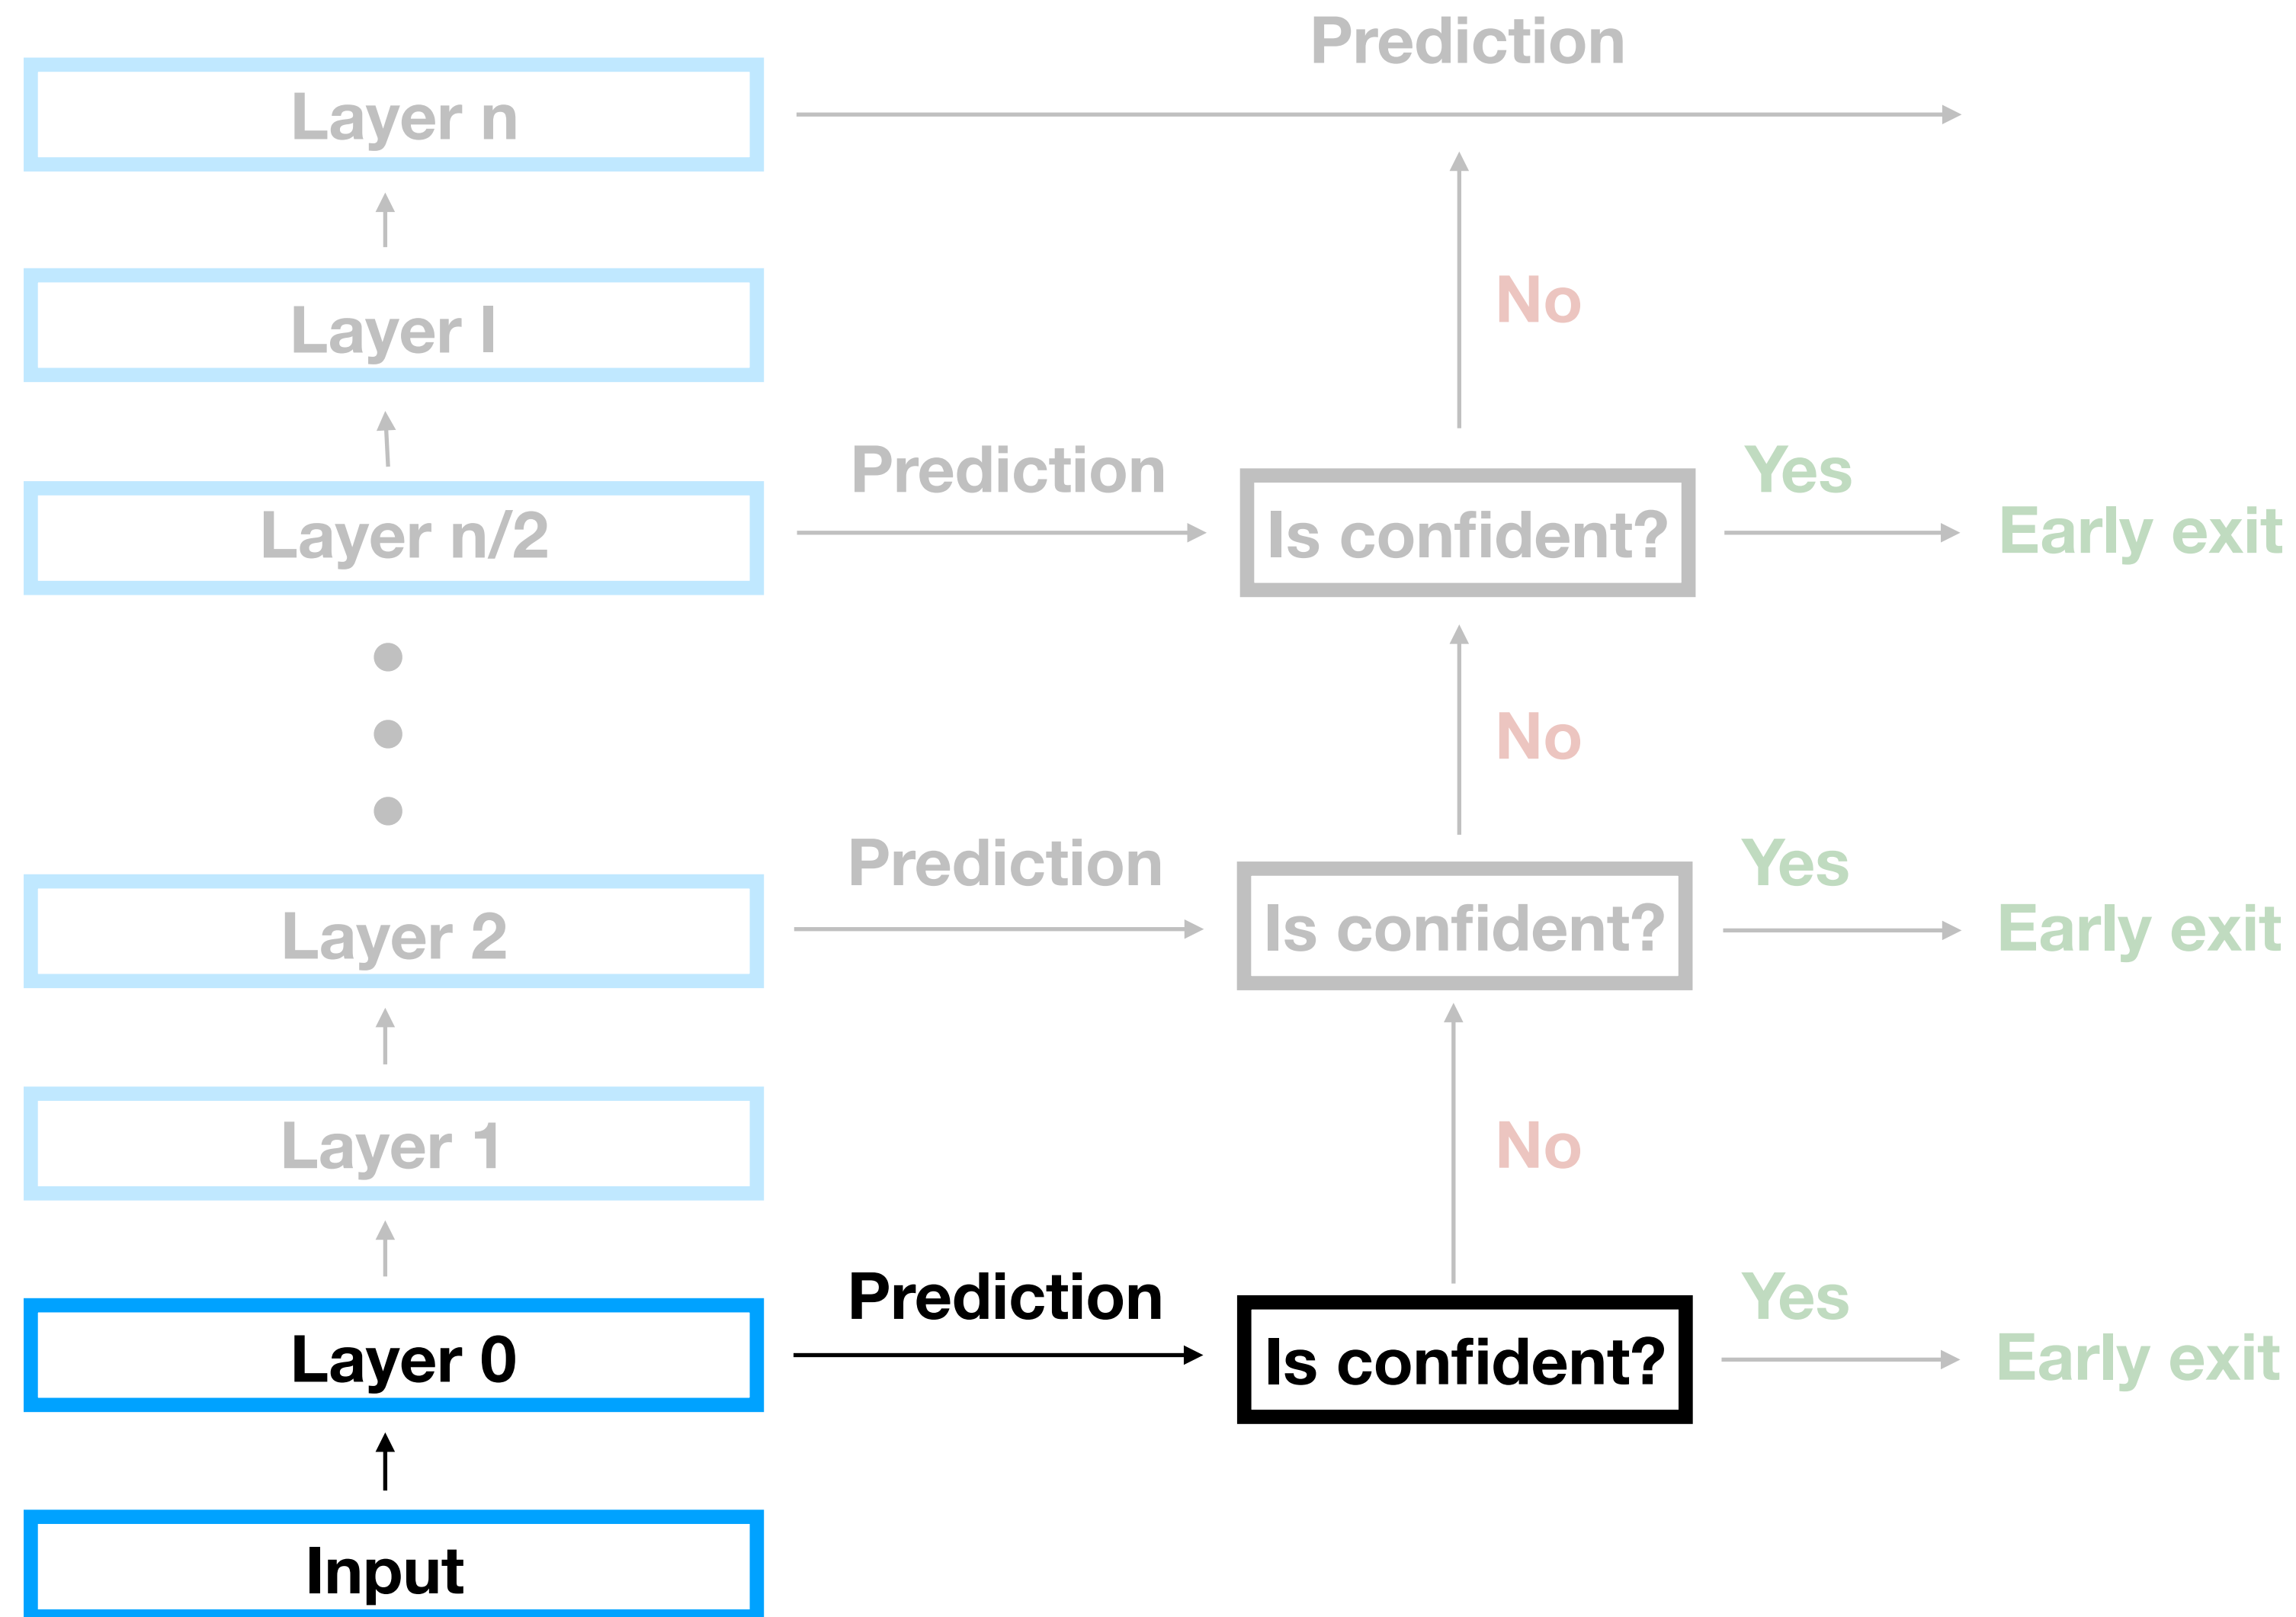 Prediction
Layer n
Layer l
No
Prediction
Yes
Layer n/2
Is confident?
Early exit
No
Prediction
Yes
Layer 2
Is confident?
Early exit
Layer 1
No
Prediction
Yes
Layer 0
Is confident?
Early exit
Input